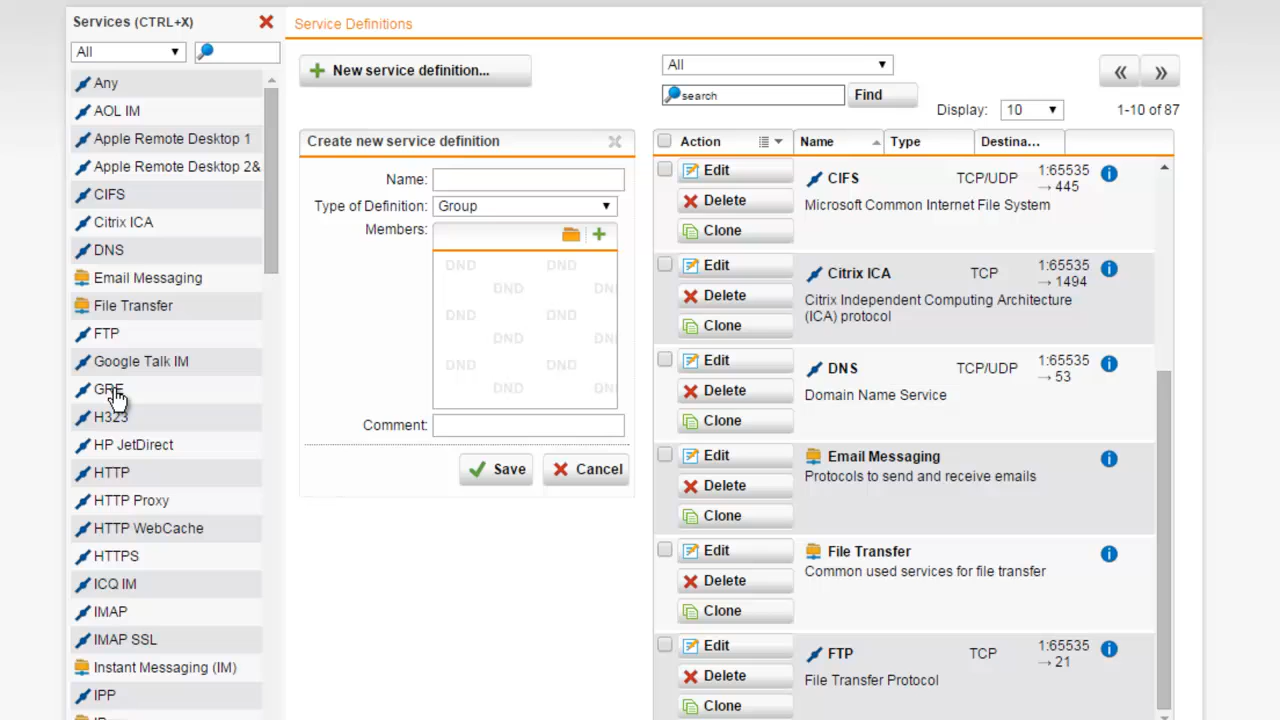 Services (CTRL+X)
All
Any
AOL IM
Apple Remote Desktop 1
Apple Remote Desktop 2&
CIFS
Citrix ICA
DNS
Email Messaging
File Transfer
FTP
Google Talk IM
GRE
H323
HP JetDirect
HTTP
HTTP Proxy
HTTP WebCache
HTTPS
ICQ IM
IMAP
IMAP SSL
Instant Messaging (IM)
IPP
Service Definitions
New service definition...
Create new service definition
Name:
Type of Definition: Group
Members:
DND DND
DND DN
DND DND
DND DN
DND DND
DND DN
Comment:
Save Cancel
All
search Find
Display: 10 1-10 of 87
Action Name Type Destina...
Edit CIFS TCP/UDP 1:65535
→ 445
Delete Microsoft Common Internet File System
Clone
Edit Citrix ICA TCP 1:65535
→ 1494
Delete Citrix Independent Computing Architecture
(ICA) protocol
Clone
Edit DNS TCP/UDP 1:65535
→ 53
Delete Domain Name Service
Clone
Edit Email Messaging
Protocols to send and receive emails
Delete
Clone
Edit File Transfer
Common used services for file transfer
Delete
Clone
Edit FTP TCP 1:65535
→ 21
Delete File Transfer Protocol
Clone